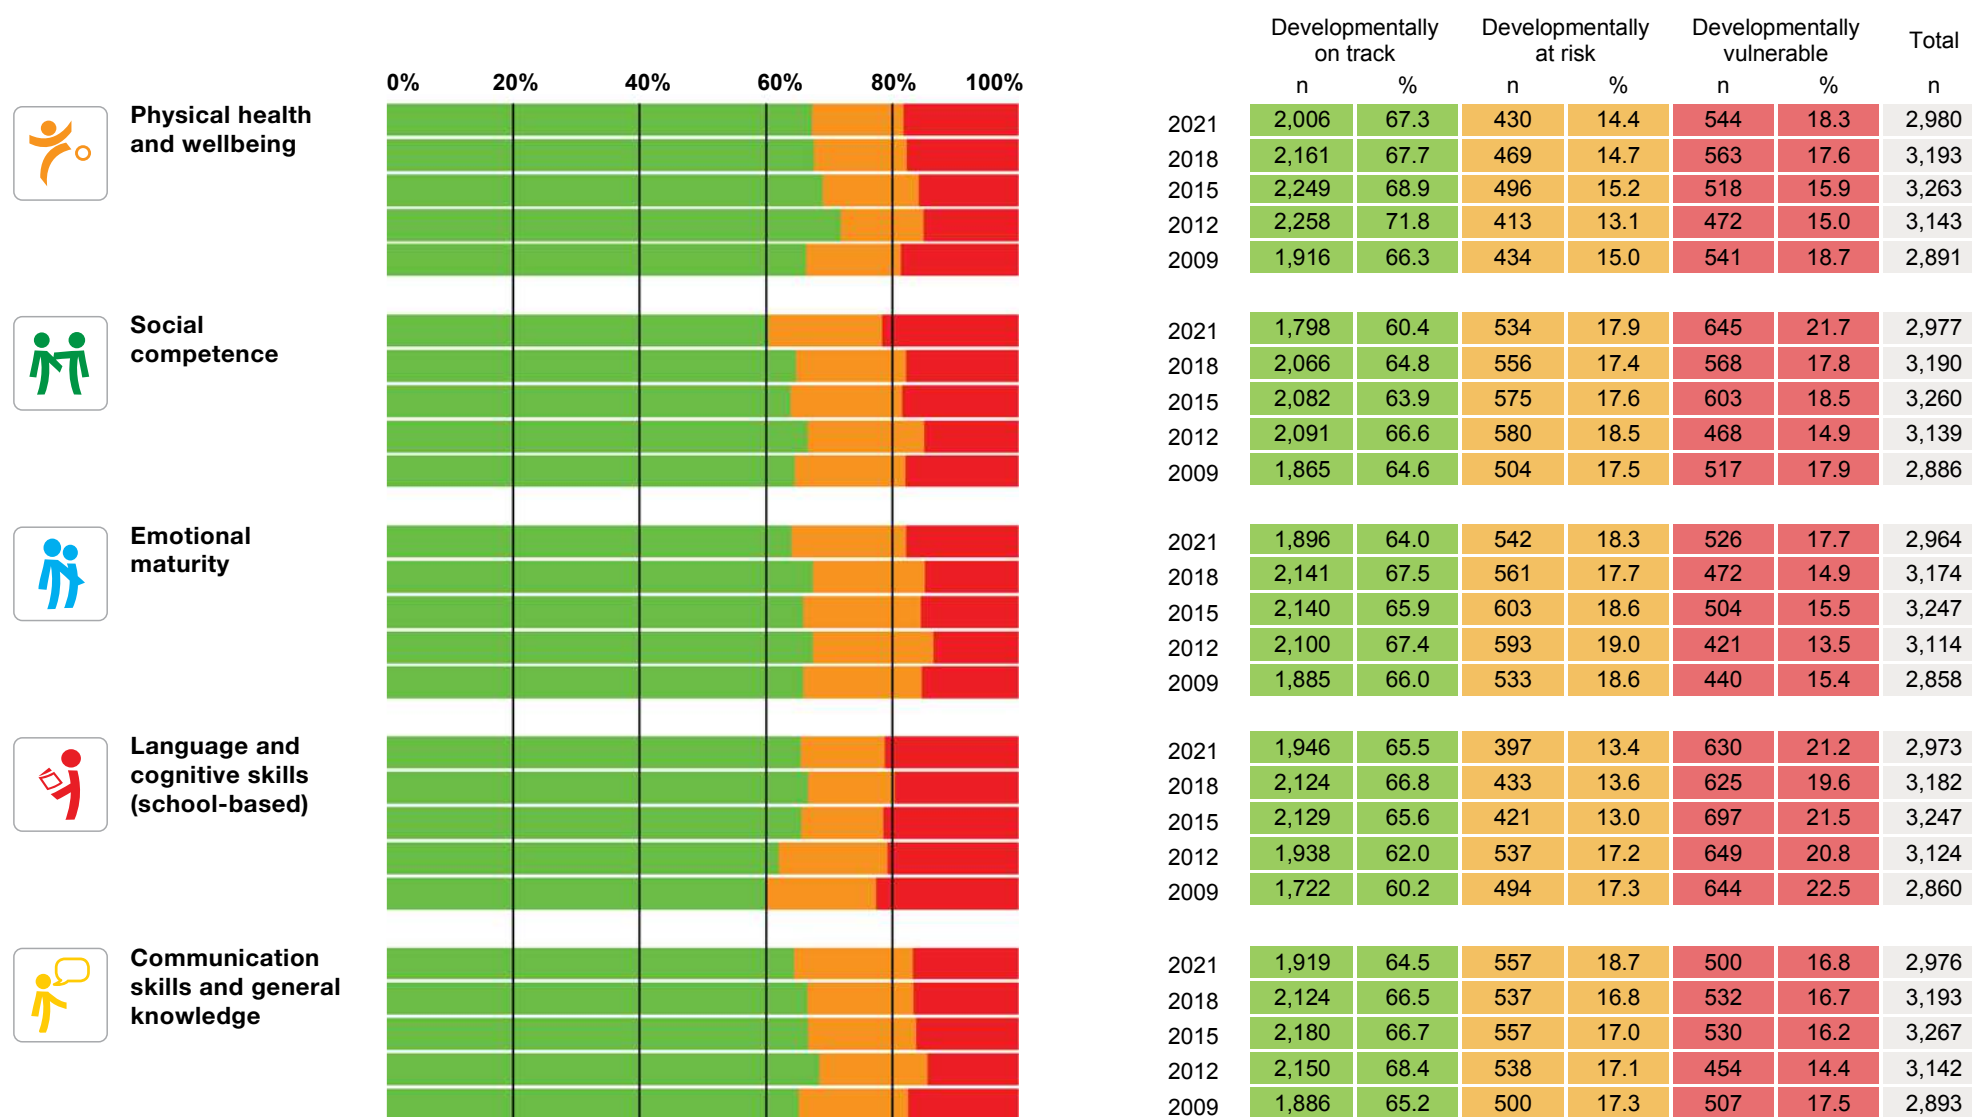 Developmentally on track Developmentally at risk Developmentally vulnerable Total
0% 20% 40% 60% 80% 100% n % n % n % n
Physical health and wellbeing
2021 2,006 67.3 430 14.4 544 18.3 2,980
2018 2,161 67.7 469 14.7 563 17.6 3,193
2015 2,249 68.9 496 15.2 518 15.9 3,263
2012 2,258 71.8 413 13.1 472 15.0 3,143
2009 1,916 66.3 434 15.0 541 18.7 2,891
Social competence
2021 1,798 60.4 534 17.9 645 21.7 2,977
2018 2,066 64.8 556 17.4 568 17.8 3,190
2015 2,082 63.9 575 17.6 603 18.5 3,260
2012 2,091 66.6 580 18.5 468 14.9 3,139
2009 1,865 64.6 504 17.5 517 17.9 2,886
Emotional maturity
2021 1,896 64.0 542 18.3 526 17.7 2,964
2018 2,141 67.5 561 17.7 472 14.9 3,174
2015 2,140 65.9 603 18.6 504 15.5 3,247
2012 2,100 67.4 593 19.0 421 13.5 3,114
2009 1,885 66.0 533 18.6 440 15.4 2,858
Language and cognitive skills (school-based)
2021 1,946 65.5 397 13.4 630 21.2 2,973
2018 2,124 66.8 433 13.6 625 19.6 3,182
2015 2,129 65.6 421 13.0 697 21.5 3,247
2012 1,938 62.0 537 17.2 649 20.8 3,124
2009 1,722 60.2 494 17.3 644 22.5 2,860
Communication skills and general knowledge
2021 1,919 64.5 557 18.7 500 16.8 2,976
2018 2,124 66.5 537 16.8 532 16.7 3,193
2015 2,180 66.7 557 17.0 530 16.2 3,267
2012 2,150 68.4 538 17.1 454 14.4 3,142
2009 1,886 65.2 500 17.3 507 17.5 2,893